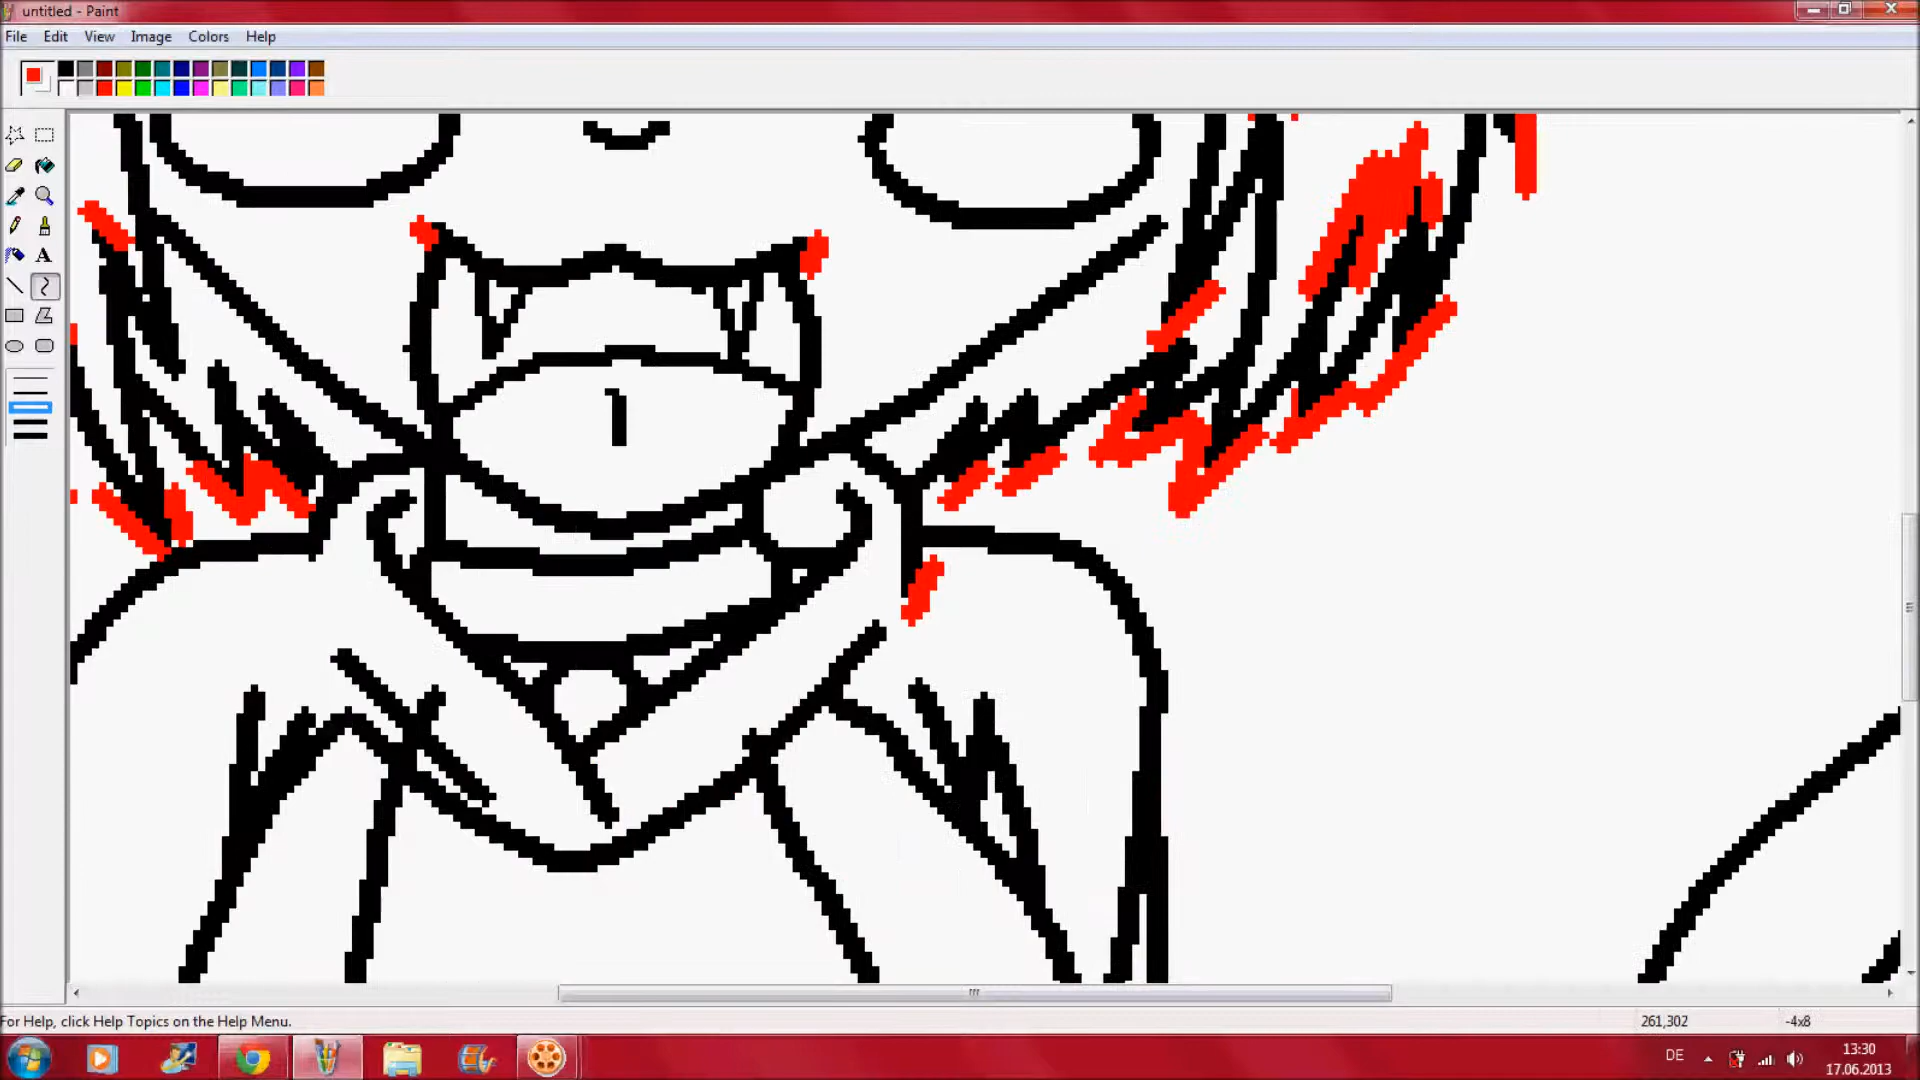 untitled - Paint
File Edit View Image Colors Help
A
For Help, click Help Topics on the Help Menu.
261,302
-4x8
DE
13:30
17.06.2013